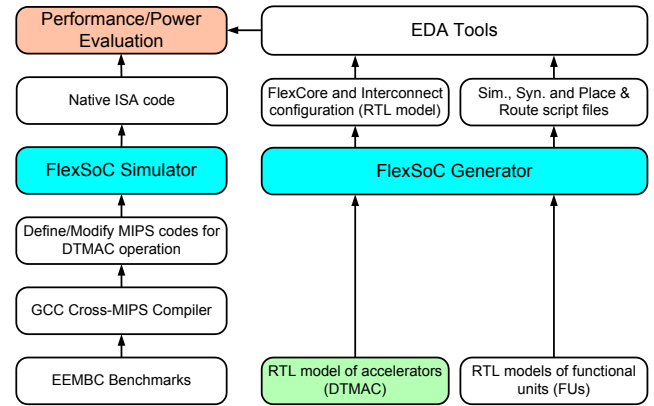 Performance/Power
Evaluation
EDA Tools
Native ISA code
FlexCore and Interconnect
configuration (RTL model)
Sim., Syn. and Place &
Route script files
FlexSoC Simulator
FlexSoC Generator
Define/Modify MIPS codes for
DTMAC operation
GCC Cross-MIPS Compiler
EEMBC Benchmarks
RTL model of accelerators
(DTMAC)
RTL models of functional
units (FUs)